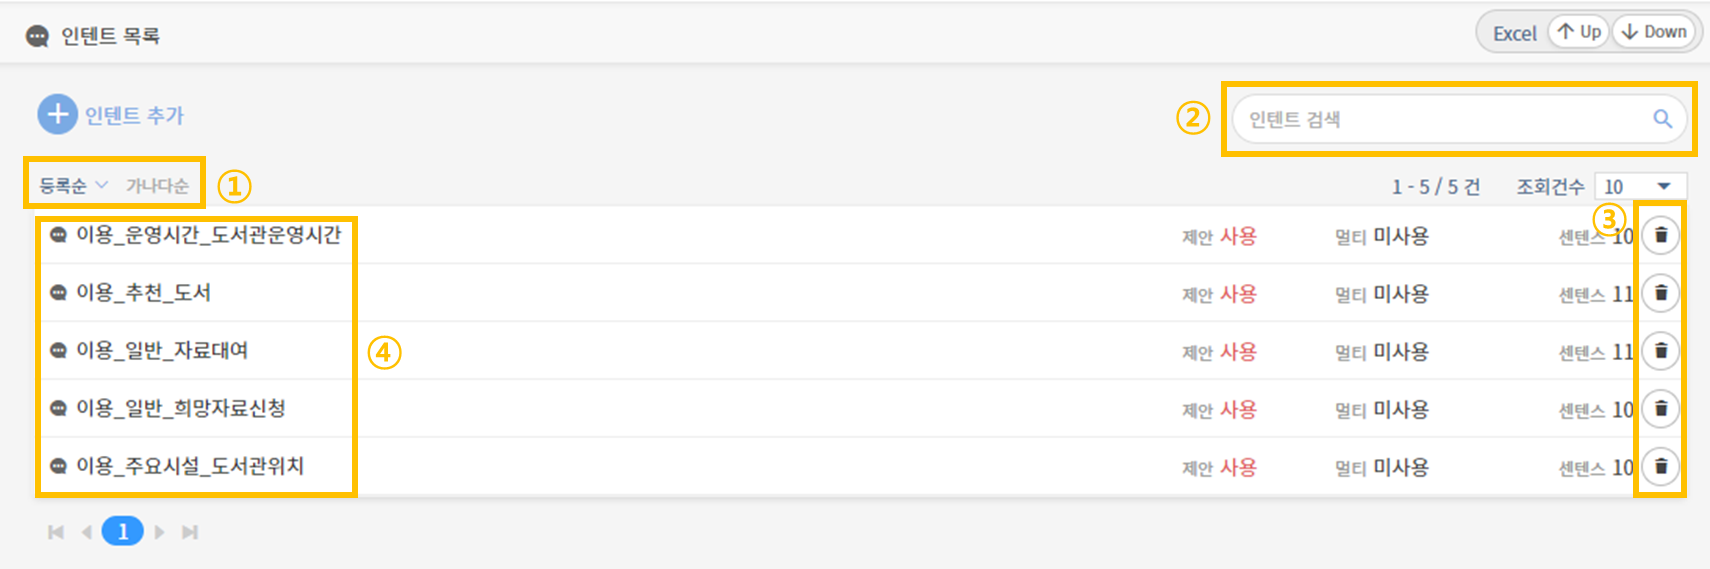 인텐트 목록
Excel Up Down
인텐트 추가
② 인텐트 검색
등록순 가나다순 ①
1 - 5 / 5 건 조회건수 10
③
이용_운영시간_도서관운영시간 제안 사용 멀티 미사용 센텐스 10
이용_추천_도서 제안 사용 멀티 미사용 센텐스 11
이용_일반_자료대여 제안 사용 멀티 미사용 센텐스 11
④
이용_일반_희망자료신청 제안 사용 멀티 미사용 센텐스 10
이용_주요시설_도서관위치 제안 사용 멀티 미사용 센텐스 10
1